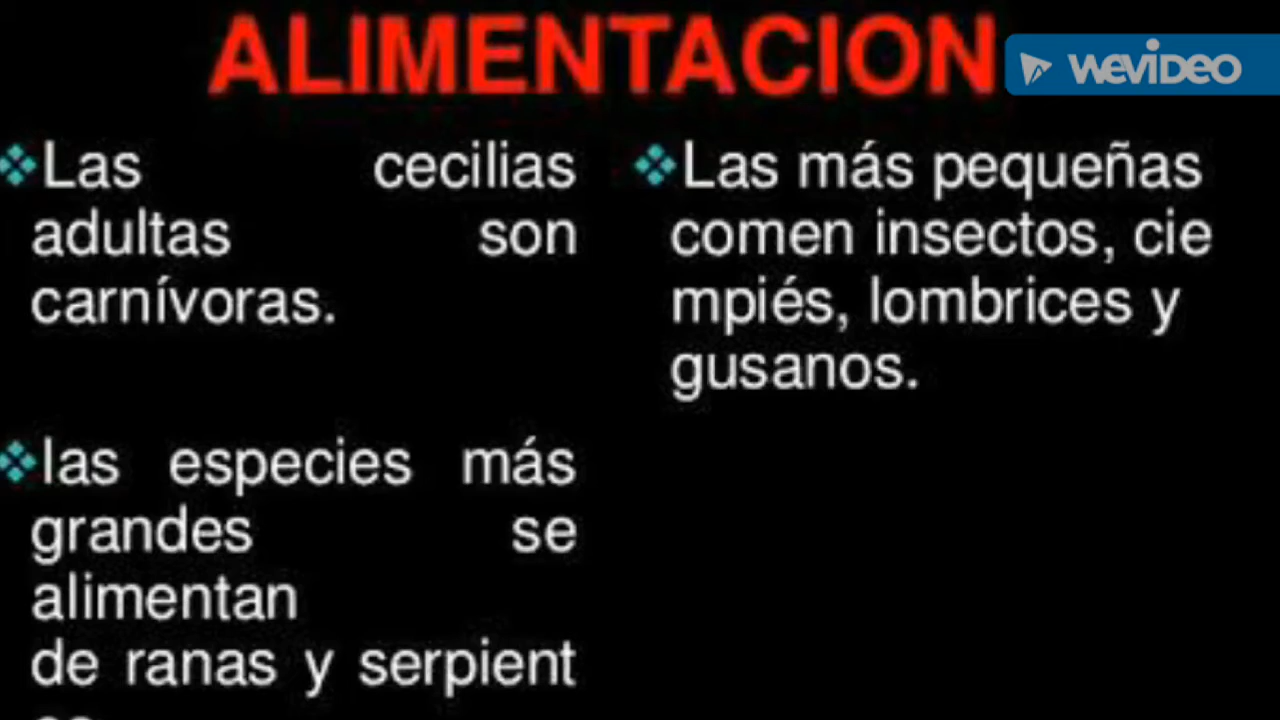 ALIMENTACION
WEVIDEO
❖Las cecilias
adultas son
carnívoras.
❖las especies más
grandes se
alimentan
de ranas y serpient
❖Las más pequeñas
comen insectos, cie
mpiés, lombrices y
gusanos.